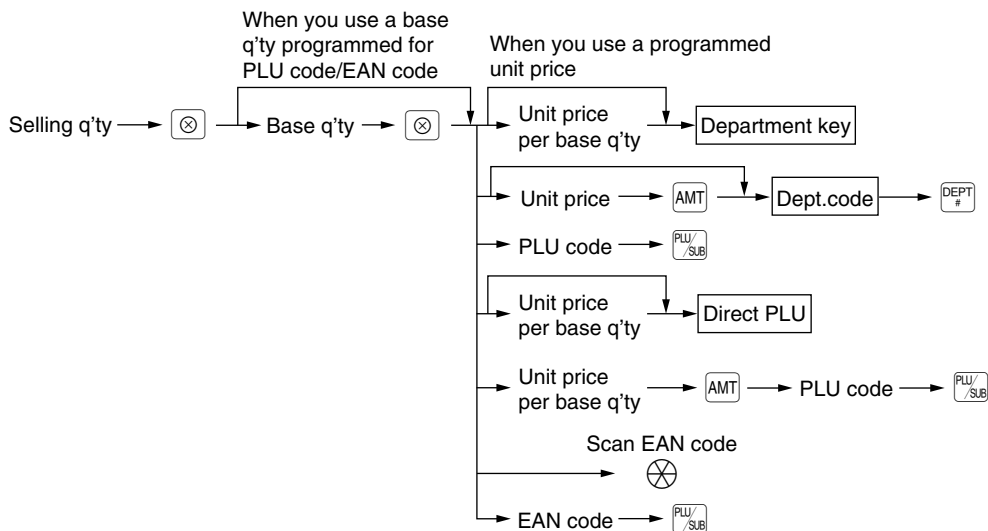 When you use a base
q'ty programmed for
PLU code/EAN code
When you use a programmed
unit price
Selling q'ty
Base q'ty
Unit price
per base q'ty
Department key
Unit price
AMT
Dept.code
DEPT
#
PLU code
PLU/
SUB
Unit price
per base q'ty
Direct PLU
Unit price
per base q'ty
AMT
PLU code
PLU/
SUB
Scan EAN code
EAN code
PLU/
SUB